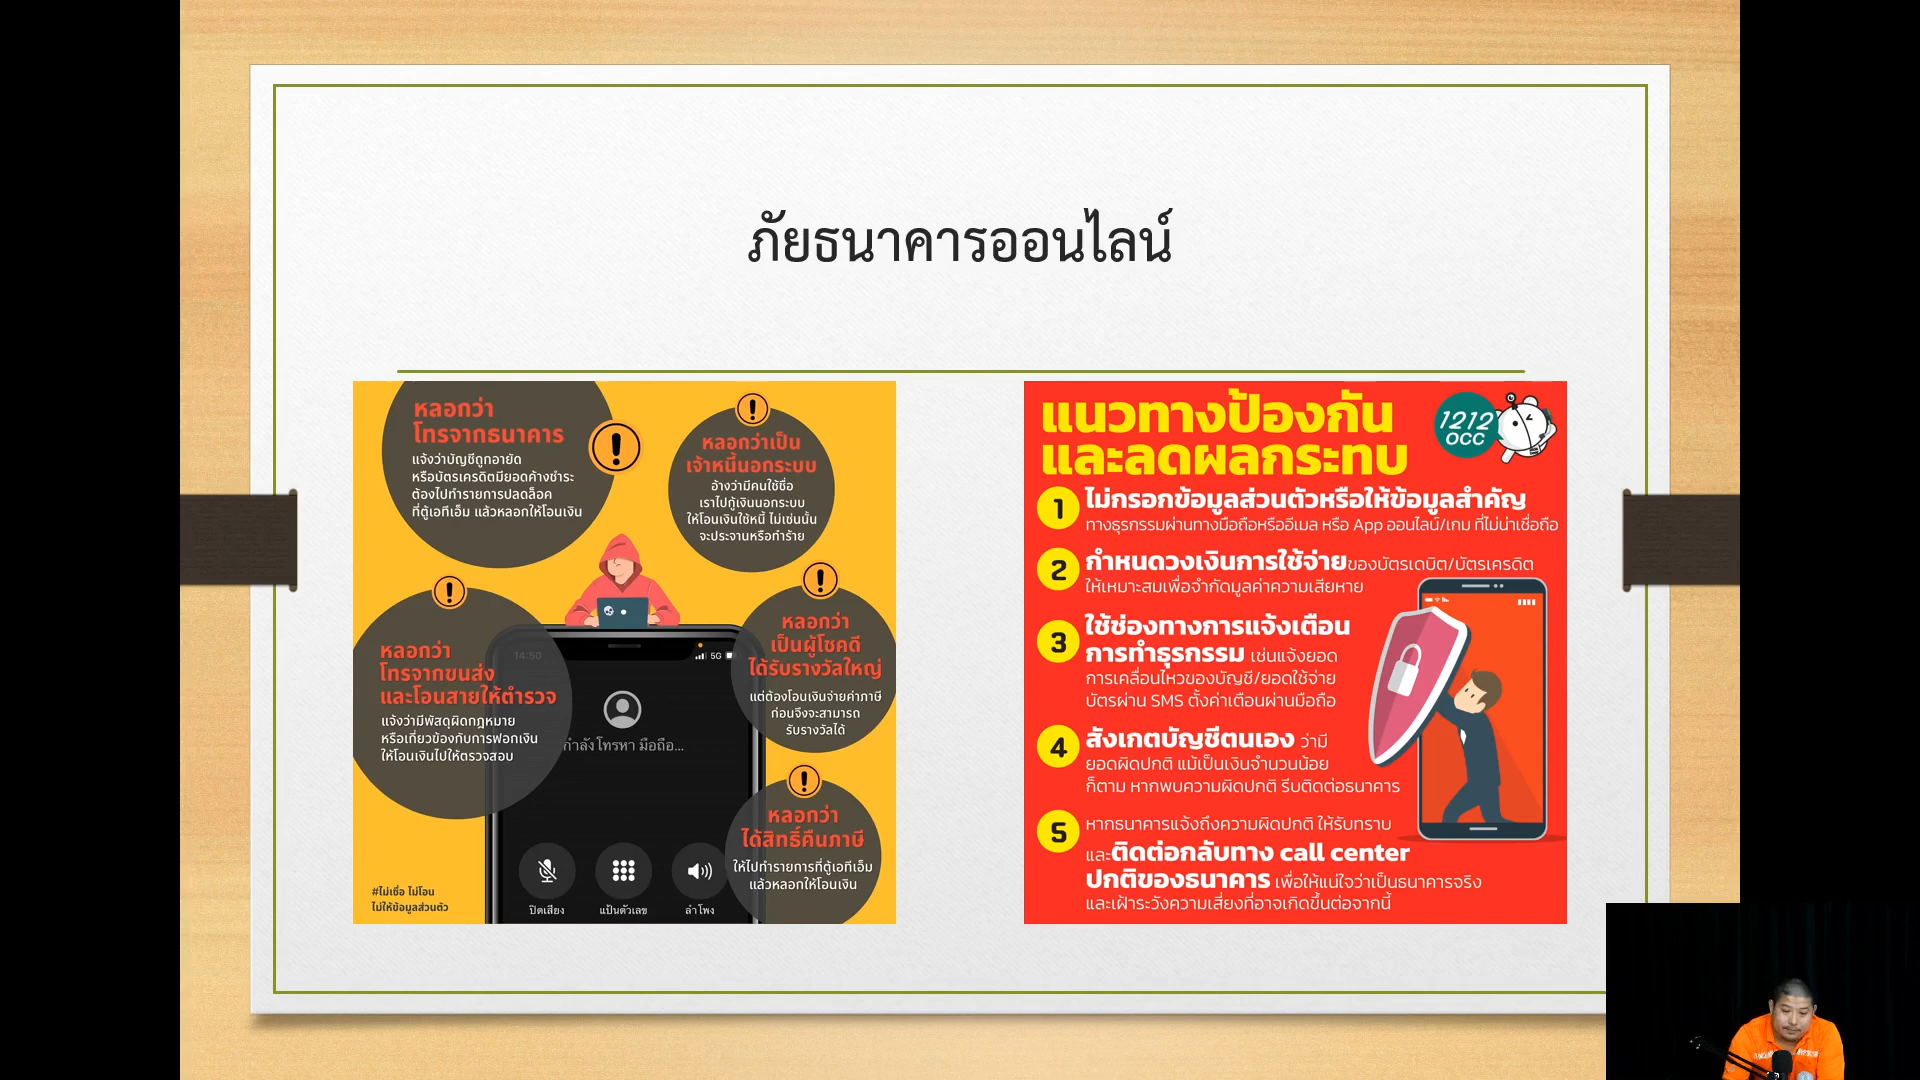 ภัยธนาคารออนไลน์
หลอกว่า
โทรจากธนาคาร
แจ้งว่าบัญชีถูกอายัด
หรือบัตรเครดิตมียอดค้างชำระ
ต้องไปทำรายการปลดล็อค
ที่ตู้เอทีเอ็ม แล้วหลอกให้โอนเงิน
หลอกว่าเป็น
เจ้าหนี้นอกระบบ
อ้างว่ามีคนใช้ชื่อ
เราไปกู้เงินนอกระบบ
ให้โอนเงินใช้หนี้ ไม่เช่นนั้น
จะประจานหรือทำร้าย
หลอกว่า
โทรจากขนส่ง
และโอนสายให้ตำรวจ
แจ้งว่ามีพัสดุผิดกฎหมาย
หรือเกี่ยวข้องกับการฟอกเงิน
ให้โอนเงินไปให้ตรวจสอบ
หลอกว่า
เป็นผู้โชคดี
ได้รับรางวัลใหญ่
แต่ต้องโอนเงินจ่ายค่าภาษี
ก่อนจึงจะสามารถ
รับรางวัลได้
14:50
5G
กำลังโทรหา มือถือ...
หลอกว่า
ได้สิทธิ์คืนภาษี
ให้ไปทำรายการที่ตู้เอทีเอ็ม
แล้วหลอกให้โอนเงิน
ปิดเสียง
แป้นตัวเลข
ลำโพง
#ไม่เชื่อ ไม่โอน
ไม่ให้ข้อมูลส่วนตัว
แนวทางป้องกัน
และลดผลกระทบ
1212
OCC
1 ไม่กรอกข้อมูลส่วนตัวหรือให้ข้อมูลสำคัญ
ทางธุรกรรมผ่านทางมือถือหรืออีเมล หรือ App ออนไลน์/เกม ที่ไม่น่าเชื่อถือ
2 กำหนดวงเงินการใช้จ่ายของบัตรเดบิต/บัตรเครดิต
ให้เหมาะสมเพื่อจำกัดมูลค่าความเสียหาย
3 ใช้ช่องทางการแจ้งเตือน
การทำธุรกรรม เช่นแจ้งยอด
การเคลื่อนไหวของบัญชี/ยอดใช้จ่าย
บัตรผ่าน SMS ตั้งค่าเตือนผ่านมือถือ
4 สังเกตบัญชีตนเอง ว่ามี
ยอดผิดปกติ แม้เป็นเงินจำนวนน้อย
ก็ตาม หากพบความผิดปกติ รีบติดต่อธนาคาร
5 หากธนาคารแจ้งถึงความผิดปกติ ให้รับทราบ
และติดต่อกลับทาง call center
ปกติของธนาคาร เพื่อให้แน่ใจว่าเป็นธนาคารจริง
และเฝ้าระวังความเสี่ยงที่อาจเกิดขึ้นต่อจากนี้